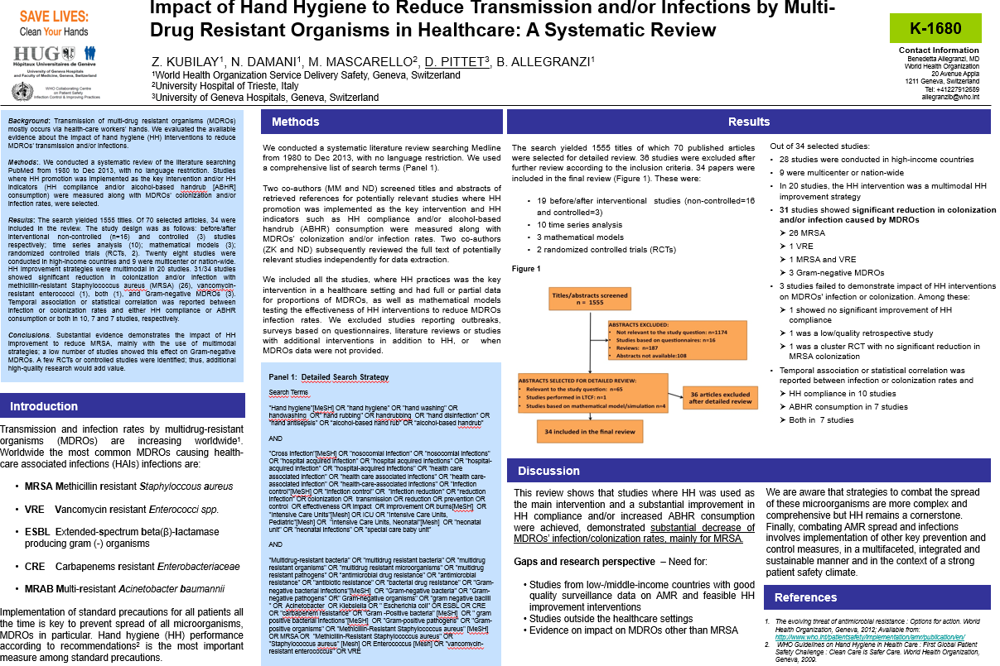 Impact of Hand Hygiene to Reduce Transmission and/or Infections by Multi-
Drug Resistant Organisms in Healthcare: A Systematic Review
SAVE LIVES:
Clean Your Hands
HUG
Hôpitaux Universitaires de Genève
University of Geneva Hospitals
and Faculty of Medicine, Geneva, Switzerland
WHO Collaborating Centre
on Patient Safety
Infection Control & Improving Practices
Z. KUBILAY1, N. DAMANI1, M. MASCARELLO2, D. PITTET3, B. ALLEGRANZI1
1World Health Organization Service Delivery Safety, Geneva, Switzerland
2University Hospital of Trieste, Italy
3University of Geneva Hospitals, Geneva, Switzerland
K-1680
Contact Information
Benedetta Allegranzi, MD
World Health Organization
20 Avenue Appia
1211 Geneva, Switzerland
Tel: +41227912689
allegranzib@who.int
Background: Transmission of multi-drug resistant organisms (MDROs)
mostly occurs via health-care workers' hands. We evaluated the available
evidence about the impact of hand hygiene (HH) interventions to reduce
MDROs' transmission and/or infections.
Methods:. We conducted a systematic review of the literature searching
PubMed from 1980 to Dec 2013, with no language restriction. Studies
where HH promotion was implemented as the key intervention and/or HH
indicators (HH compliance and/or alcohol-based handrub [ABHR]
consumption) were measured along with MDROs' colonization and/or
infection rates, were selected.
Results: The search yielded 1555 titles. Of 70 selected articles, 34 were
included in the review. The study design was as follows: before/after
interventional non-controlled (n=16) and controlled (3) studies
respectively; time series analysis (10); mathematical models (3);
randomized controlled trials (RCTs, 2). Twenty eight studies were
conducted in high-income countries and 9 were multicenter or nation-wide.
HH improvement strategies were multimodal in 20 studies. 31/34 studies
showed significant reduction in colonization and/or infection with
methicillin-resistant Staphylococcus aureus (MRSA) (26), vancomycin-
resistant enterococci (1), both (1), and Gram-negative MDROs (3).
Temporal association or statistical correlation was reported between
infection or colonization rates and either HH compliance or ABHR
consumption or both in 10, 7 and 7 studies, respectively.
Conclusions. Substantial evidence demonstrates the impact of HH
improvement to reduce MRSA, mainly with the use of multimodal
strategies; a low number of studies showed this effect on Gram-negative
MDROs. A few RCTs or controlled studies were identified; thus, additional
high-quality research would add value.
Introduction
Transmission and infection rates by multidrug-resistant
organisms (MDROs) are increasing worldwide1.
Worldwide the most common MDROs causing health-
care associated infections (HAIs) infections are:
• MRSA Methicillin resistant Staphyloccous aureus
• VRE Vancomycin resistant Enterococci spp.
• ESBL Extended-spectrum beta(β)-lactamase
producing gram (-) organisms
• CRE Carbapenems resistant Enterobacteriaceae
• MRAB Multi-resistant Acinetobacter baumannii
Implementation of standard precautions for all patients all
the time is key to prevent spread of all microorganisms,
MDROs in particular. Hand hygiene (HH) performance
according to recommendations2 is the most important
measure among standard precautions.
Methods
We conducted a systematic literature review searching Medline
from 1980 to Dec 2013, with no language restriction. We used
a comprehensive list of search terms (Panel 1).
Two co-authors (MM and ND) screened titles and abstracts of
retrieved references for potentially relevant studies where HH
promotion was implemented as the key intervention and HH
indicators such as HH compliance and/or alcohol-based
handrub (ABHR) consumption were measured along with
MDROs' colonization and/or infection rates. Two co-authors
(ZK and ND) subsequently reviewed the full text of potentially
relevant studies independently for data extraction.
We included all the studies, where HH practices was the key
intervention in a healthcare setting and had full or partial data
for proportions of MDROs, as well as mathematical models
testing the effectiveness of HH interventions to reduce MDROs
infection rates. We excluded studies reporting outbreaks,
surveys based on questionnaires, literature reviews or studies
with additional interventions in addition to HH, or when
MDROs data were not provided.
Panel 1: Detailed Search Strategy
Search Terms
"Hand hygiene"[MeSH] OR "hand hygiene" OR "hand washing" OR
handwashing OR "hand rubbing" OR handrubbing OR "hand disinfection" OR
"hand antisepsis" OR "alcohol-based hand rub" OR "alcohol-based handrub"
AND
"Cross Infection"[MeSH] OR "nosocomial infection" OR "nosocomial infections"
OR "hospital acquired infection" OR "hospital acquired infections" OR "hospital-
acquired infection" OR "hospital-acquired infections" OR "health care
associated infection" OR "health care associated infections" OR "health care-
associated infection" OR "health-care-associated infections" OR "Infection
control"[MeSH] OR "infection control" OR "infection reduction" OR "reduction
infection" OR colonization OR transmission OR reduction OR prevention OR
control OR effectiveness OR impact OR improvement OR burns[MeSH] OR
"Intensive Care Units"[Mesh] OR ICU OR "Intensive Care Units,
Pediatric"[Mesh] OR "Intensive Care Units, Neonatal"[Mesh] OR "neonatal
unit" OR "neonatal infections" OR "special care baby unit"
AND
"Multidrug-resistant bacteria" OR "multidrug resistant bacteria" OR "multidrug
resistant organisms" OR "multidrug resistant microorganisms" OR "multidrug
resistant pathogens" OR "antimicrobial drug resistance" OR "antimicrobial
resistance" OR "antibiotic resistance" OR "bacterial drug resistance" OR "Gram-
negative bacterial infections"[MeSH] OR "Gram-negative bacteria" OR "Gram-
negative pathogens" OR " Gram-negative organisms" OR "gram negative bacilli
" OR Acinetobacter OR Klebsiella OR " Escherichia coli" OR ESBL OR CRE
OR "carbapenem resistance" OR "Gram -Positive bacteria" [MeSH] OR " gram
positive bacterial infections"[MeSH] OR "Gram-positive pathogens" OR "Gram-
positive organisms" OR "Methicillin-Resistant Staphylococcus aureus" [MeSH]
OR MRSA OR "Methicillin-Resistant Staphylococcus aureus" OR
"Staphylococcus aureus" [Mesh] OR Enterococcus [Mesh] OR "vancomycin-
resistant enterococcus" OR VRE
Results
The search yielded 1555 titles of which 70 published articles
were selected for detailed review. 36 studies were excluded after
further review according to the inclusion criteria. 34 papers were
included in the final review (Figure 1). These were:
• 19 before/after interventional studies (non-controlled=16
and controlled=3)
• 10 time series analysis
• 3 mathematical models
• 2 randomized controlled trials (RCTs)
Figure 1
Titles/abstracts screened
n = 1555
ABSTRACTS EXCLUDED:
• Not relevant to the study question: n=1174
• Studies based on questionnaires: n=16
• Reviews: n=187
• Abstracts not available:108
ABSTRACTS SELECTED FOR DETAILED REVIEW:
• Relevant to the study question: n=65
• Studies performed in LTCF: n=1
• Studies based on mathematical model/simulation n=4
36 articles excluded
after detailed review
34 included in the final review
Out of 34 selected studies:
• 28 studies were conducted in high-income countries
• 9 were multicenter or nation-wide
• In 20 studies, the HH intervention was a multimodal HH
improvement strategy
• 31 studies showed significant reduction in colonization
and/or infection caused by MDROs
➤ 26 MRSA
➤ 1 VRE
➤ 1 MRSA and VRE
➤ 3 Gram-negative MDROs
• 3 studies failed to demonstrate impact of HH interventions
on MDROs' infection or colonization. Among these:
➤ 1 showed no significant improvement of HH
compliance
➤ 1 was a low/quality retrospective study
➤ 1 was a cluster RCT with no significant reduction in
MRSA colonization
• Temporal association or statistical correlation was
reported between infection or colonization rates and
➤ HH compliance in 10 studies
➤ ABHR consumption in 7 studies
➤ Both in 7 studies
Discussion
This review shows that studies where HH was used as
the main intervention and a substantial improvement in
HH compliance and/or increased ABHR consumption
were achieved, demonstrated substantial decrease of
MDROs' infection/colonization rates, mainly for MRSA.
Gaps and research perspective – Need for:
• Studies from low-/middle-income countries with good
quality surveillance data on AMR and feasible HH
improvement interventions
• Studies outside the healthcare settings
• Evidence on impact on MDROs other than MRSA
We are aware that strategies to combat the spread
of these microorganisms are more complex and
comprehensive but HH remains a cornerstone.
Finally, combating AMR spread and infections
involves implementation of other key prevention and
control measures, in a multifaceted, integrated and
sustainable manner and in the context of a strong
patient safety climate.
References
1. The evolving threat of antimicrobial resistance : Options for action. World
Health Organization, Geneva, 2012; Available from:
http://www.who.int/patientsafety/implementation/amr/publication/en/
2. WHO Guidelines on Hand Hygiene in Health Care : First Global Patient
Safety Challenge : Clean Care is Safer Care. World Health Organization,
Geneva, 2009.